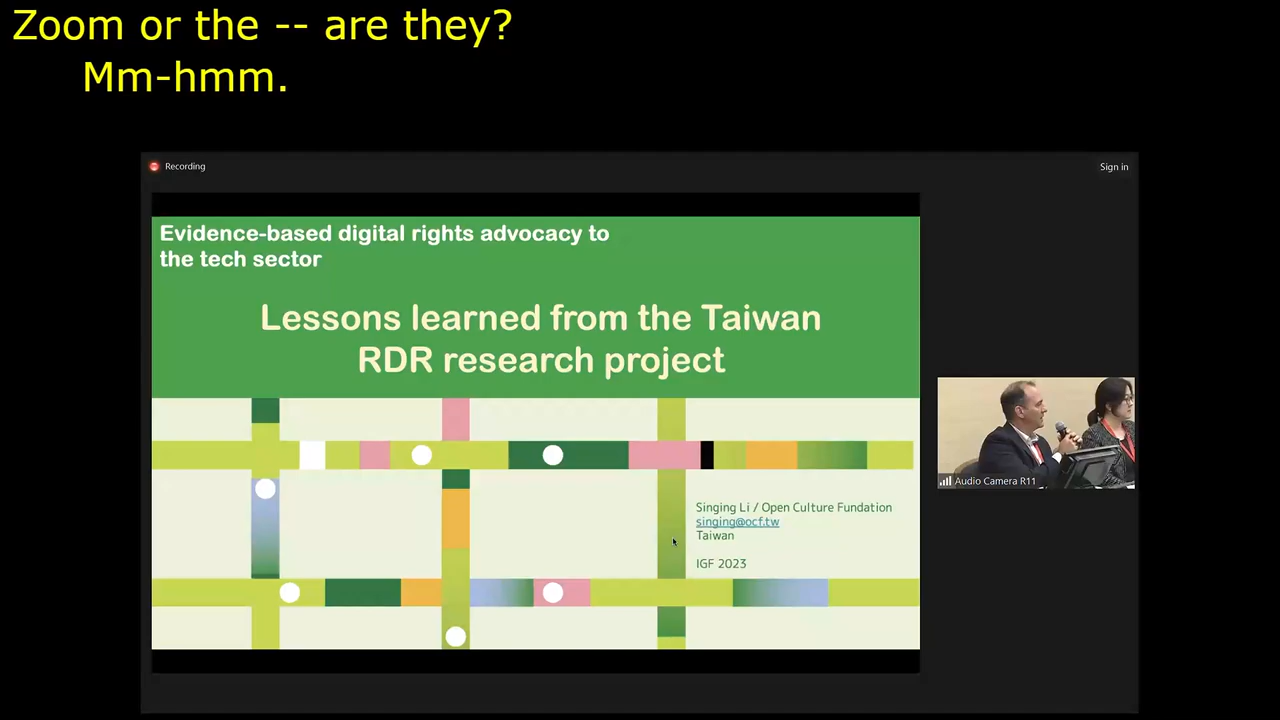 Zoom or the -- are they?
Mm-hmm.
Recording
Sign in
Evidence-based digital rights advocacy to
the tech sector
Lessons learned from the Taiwan
RDR research project
Singing Li / Open Culture Fundation
singing@ocf.tw
Taiwan
IGF 2023
Audio Camera R11